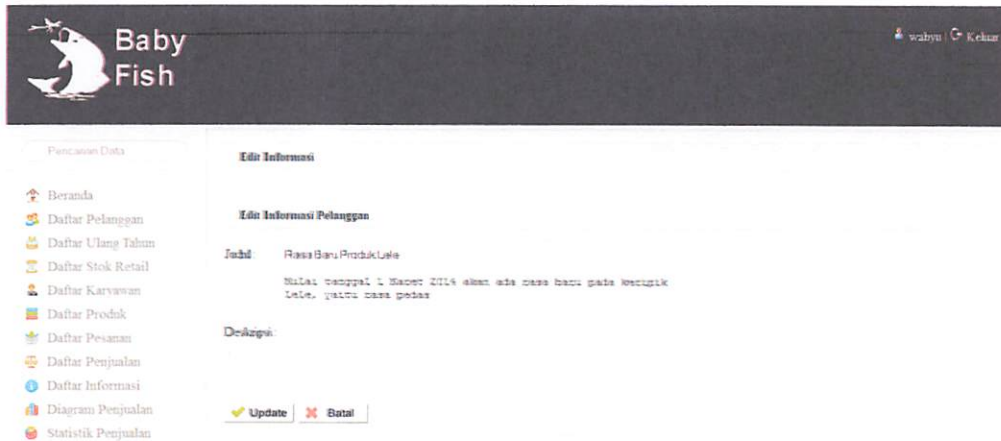 Baby
Fish
wahyu | Keluar
Pencarian Data
Beranda
Daftar Pelanggan
Daftar Ulang Tahun
Daftar Stok Retail
Daftar Karyawan
Daftar Produk
Daftar Pesanan
Daftar Penjualan
Daftar Informasi
Diagram Penjualan
Statistik Penjualan
Edit Informasi
Edit Informasi Pelanggan
Judul : Rasa Baru Produk Lele
Mulai tanggal 1 Maret 2014 akan ada rasa baru pada keripik
Lele, yaitu rasa pedas
Deskripsi :
Update Batal